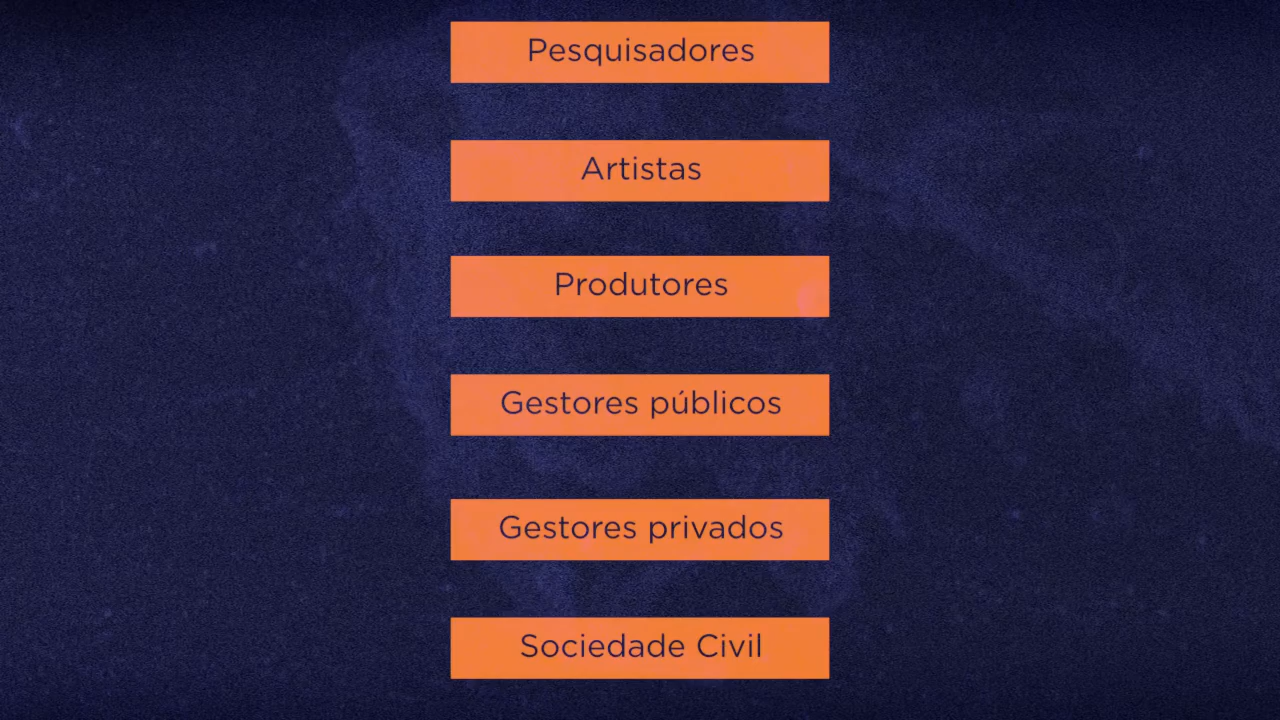 Pesquisadores
Artistas
Produtores
Gestores públicos
Gestores privados
Sociedade Civil